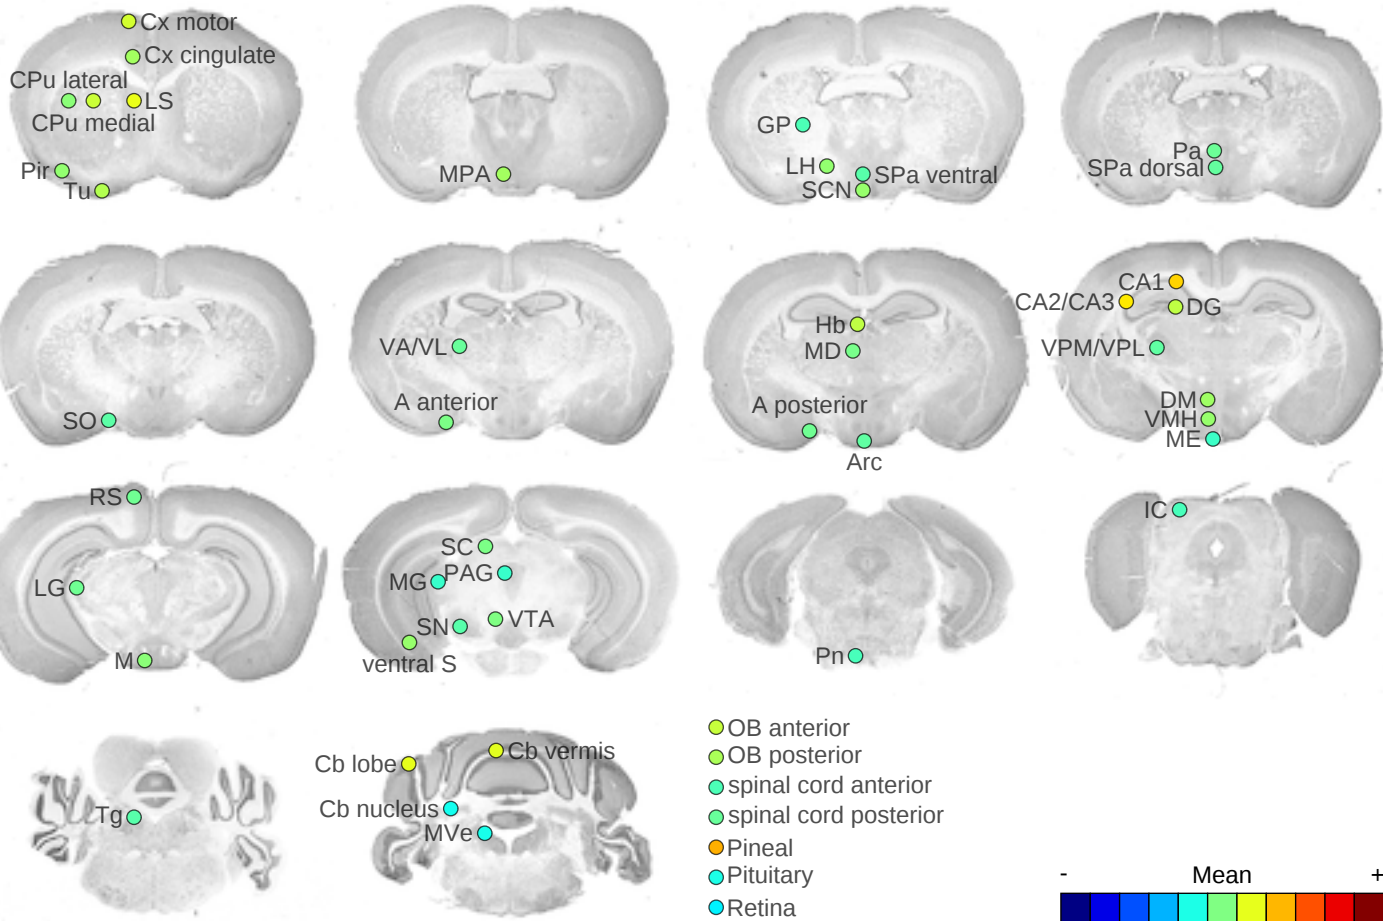 Cx motor
Cx cingulate
CPu lateral
LS
CPu medial
Pir
Tu
MPA
GP
LH
SPa ventral
SCN
Pa
SPa dorsal
SO
VA/VL
A anterior
Hb
MD
A posterior
Arc
CA1
CA2/CA3
DG
VPM/VPL
DM
VMH
ME
RS
LG
M
SC
MG
PAG
SN
VTA
ventral S
Pn
IC
Tg
Cb lobe
Cb vermis
Cb nucleus
MVe
OB anterior
OB posterior
spinal cord anterior
spinal cord posterior
Pineal
Pituitary
Retina
- Mean +